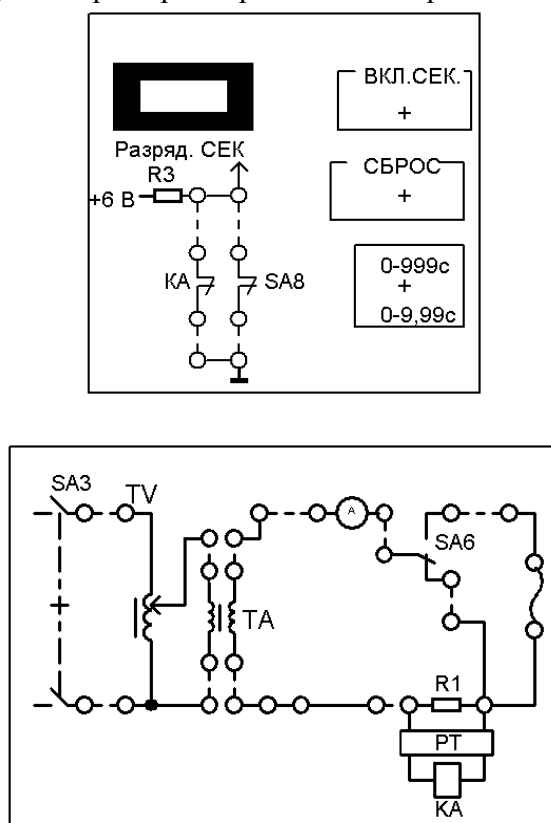 ВКЛ.СЕК.
+
Разряд. СЕК
R3
+6 В
СБРОС
+
КА
SA8
0-999с
+
0-9,99с
SA3
TV
A
SA6
TA
R1
РТ
КА